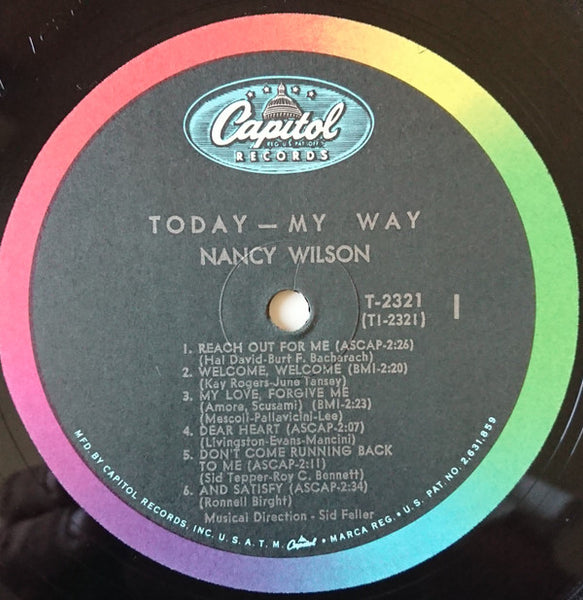 Capitol
REG. U.S. PAT. OFF.
RECORDS
TODAY — MY WAY
NANCY WILSON
T-2321
(T1-2321)
1
1. REACH OUT FOR ME (ASCAP-2:26)
(Hal David-Burt F. Bacharach)
2. WELCOME, WELCOME (BMI-2:20)
(Kay Rogers-June Tansey)
3. MY LOVE, FORGIVE ME
(Amore, Scusami) (BMI-2:23)
(Mescoli-Pallavicini-Lee)
4. DEAR HEART (ASCAP-2:07)
(Livingston-Evans-Mancini)
5. DON'T COME RUNNING BACK
TO ME (ASCAP-2:11)
(Sid Tepper-Roy C. Bennett)
6. AND SATISFY (ASCAP-2:34)
(Ronnell Birght)
Musical Direction - Sid Feller
MFD. BY CAPITOL RECORDS, INC. U. S. A. T. M. Capitol • MARCA REG. • U. S. PAT. NO. 2,631,859